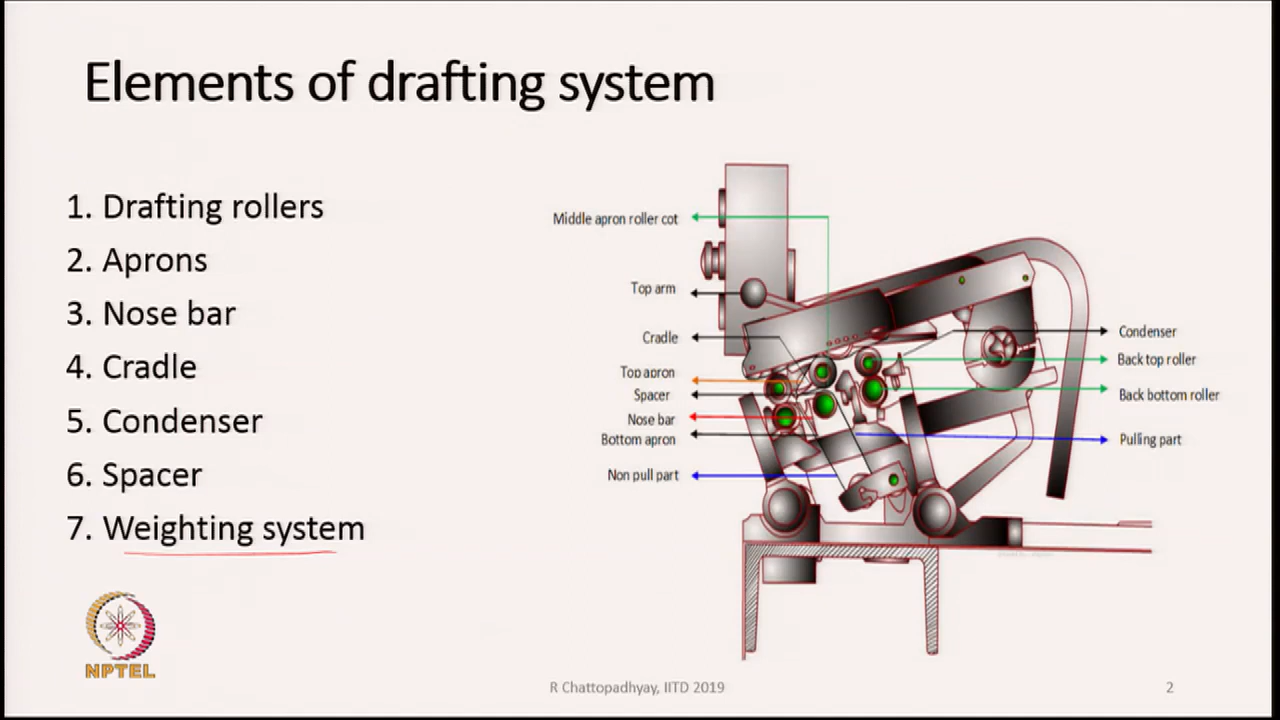 Elements of drafting system
1. Drafting rollers
2. Aprons
3. Nose bar
4. Cradle
5. Condenser
6. Spacer
7. Weighting system
Middle apron roller cot
Top arm
Cradle
Top apron
Spacer
Nose bar
Bottom apron
Non pull part
Condenser
Back top roller
Back bottom roller
Pulling part
NPTEL
R Chattopadhyay, IITD 2019
2